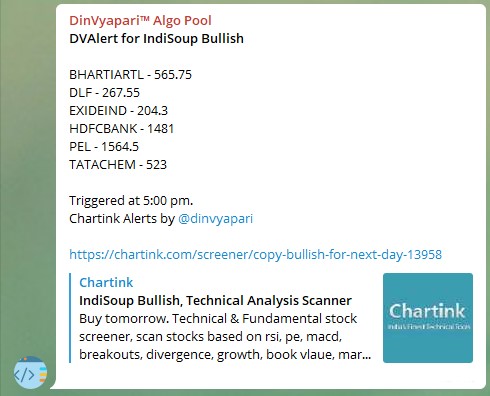 DinVyapari™ Algo Pool
DVAlert for IndiSoup Bullish
BHARTIARTL - 565.75
DLF - 267.55
EXIDEIND - 204.3
HDFCBANK - 1481
PEL - 1564.5
TATACHEM - 523
Triggered at 5:00 pm.
Chartink Alerts by @dinvyapari
https://chartink.com/screener/copy-bullish-for-next-day-13958
Chartink
IndiSoup Bullish, Technical Analysis Scanner
Buy tomorrow. Technical & Fundamental stock
screener, scan stocks based on rsi, pe, macd,
breakouts, divergence, growth, book vlaue, mar...
Chartink
India's Finest Technical Tools